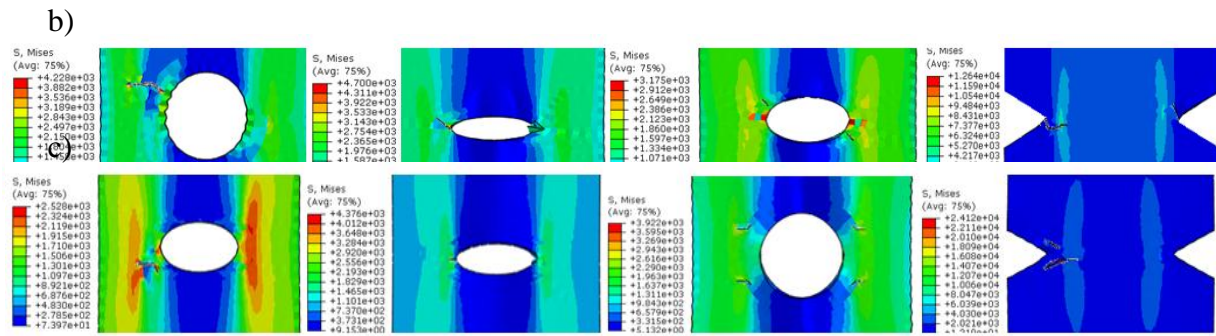 b)
S, Mises
(Avg: 75%)
+4.228e+03
+3.882e+03
+3.536e+03
+3.189e+03
+2.843e+03
+2.497e+03
S, Mises
(Avg: 75%)
+4.700e+03
+4.311e+03
+3.922e+03
+3.533e+03
+3.143e+03
+2.754e+03
+2.365e+03
+1.976e+03
+1.587e+03
S, Mises
(Avg: 75%)
+3.175e+03
+2.912e+03
+2.649e+03
+2.386e+03
+2.123e+03
+1.860e+03
+1.597e+03
+1.334e+03
+1.071e+03
S, Mises
(Avg: 75%)
+1.264e+04
+1.159e+04
+1.054e+04
+9.484e+03
+8.431e+03
+7.377e+03
+6.324e+03
+5.270e+03
+4.217e+03
c)
S, Mises
(Avg: 75%)
+2.528e+03
+2.324e+03
+2.119e+03
+1.915e+03
+1.710e+03
+1.506e+03
+1.301e+03
+1.097e+03
+8.921e+02
+6.876e+02
+4.830e+02
+2.785e+02
+7.397e+01
S, Mises
(Avg: 75%)
+4.376e+03
+4.012e+03
+3.648e+03
+3.284e+03
+2.920e+03
+2.556e+03
+2.193e+03
+1.829e+03
+1.465e+03
+1.101e+03
+7.370e+02
+3.731e+02
+9.153e+00
S, Mises
(Avg: 75%)
+3.922e+03
+3.595e+03
+3.269e+03
+2.943e+03
+2.616e+03
+2.290e+03
+1.963e+03
+1.637e+03
+1.311e+03
+9.843e+02
+6.579e+02
+3.315e+02
+5.132e+00
S, Mises
(Avg: 75%)
+2.412e+04
+2.211e+04
+2.010e+04
+1.809e+04
+1.608e+04
+1.407e+04
+1.207e+04
+1.006e+04
+8.047e+03
+6.039e+03
+4.030e+03
+2.021e+03